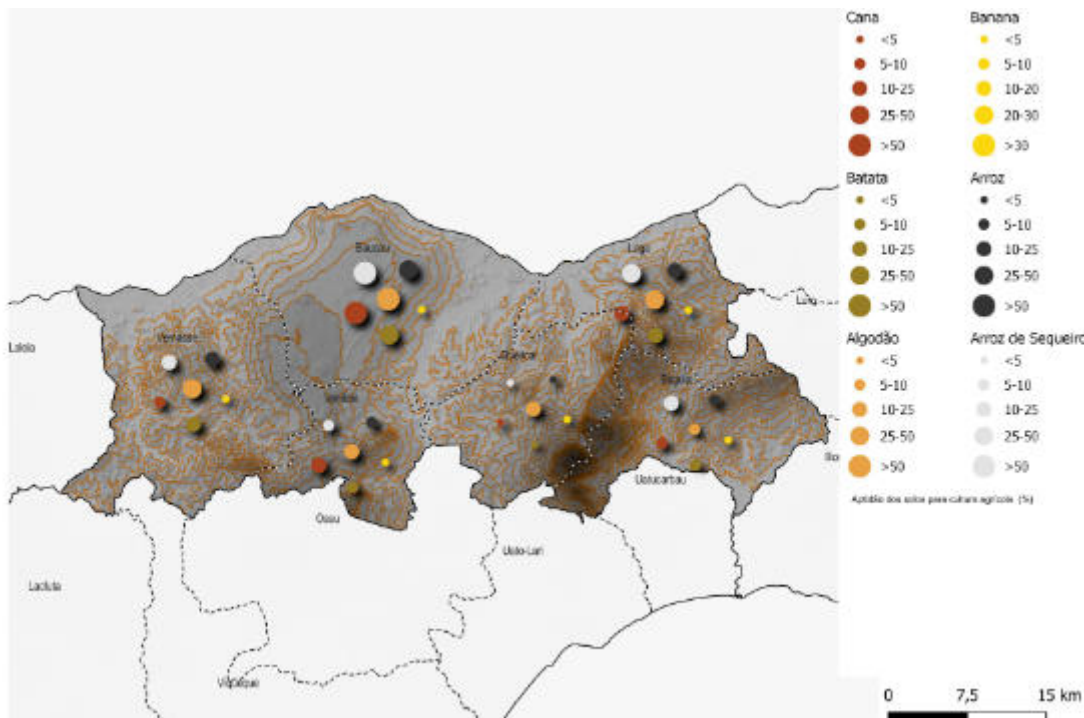 Cana
<5
5-10
10-25
25-50
>50
Banana
<5
5-10
10-20
20-30
>30
Batata
<5
5-10
10-25
25-50
>50
Arroz
<5
5-10
10-25
25-50
>50
Algodão
<5
5-10
10-25
25-50
>50
Arroz de Sequeiro
<5
5-10
10-25
25-50
>50
Aptidão dos solos para cultura agrícola (%)
Baucau
Laga
Vemasse
Venilale
Quelicai
Baguia
Laleia
Ossu
Uatucarbau
Uato-Lari
Lacluta
Viqueque
0 7,5 15 km